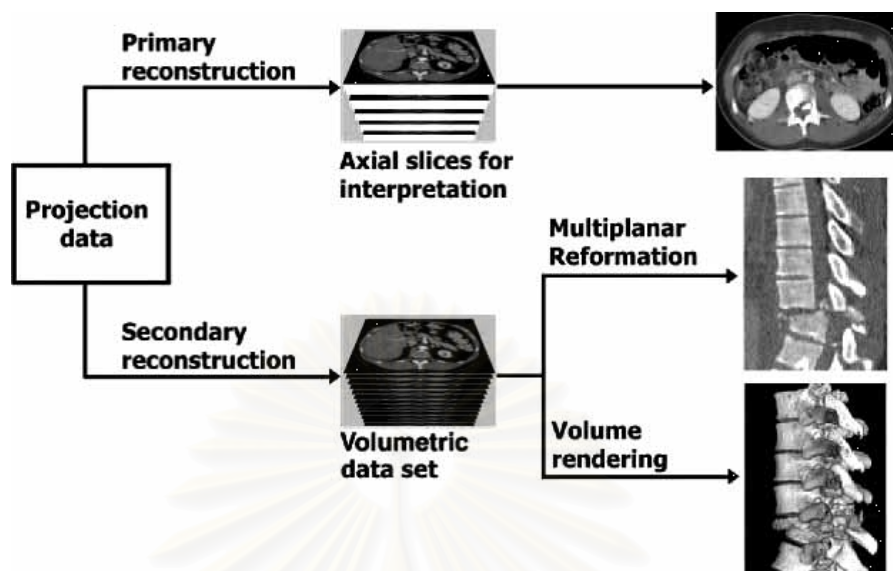 Primary
reconstruction
Axial slices for
interpretation
Projection
data
Multiplanar
Reformation
Secondary
reconstruction
Volumetric
data set
Volume
rendering